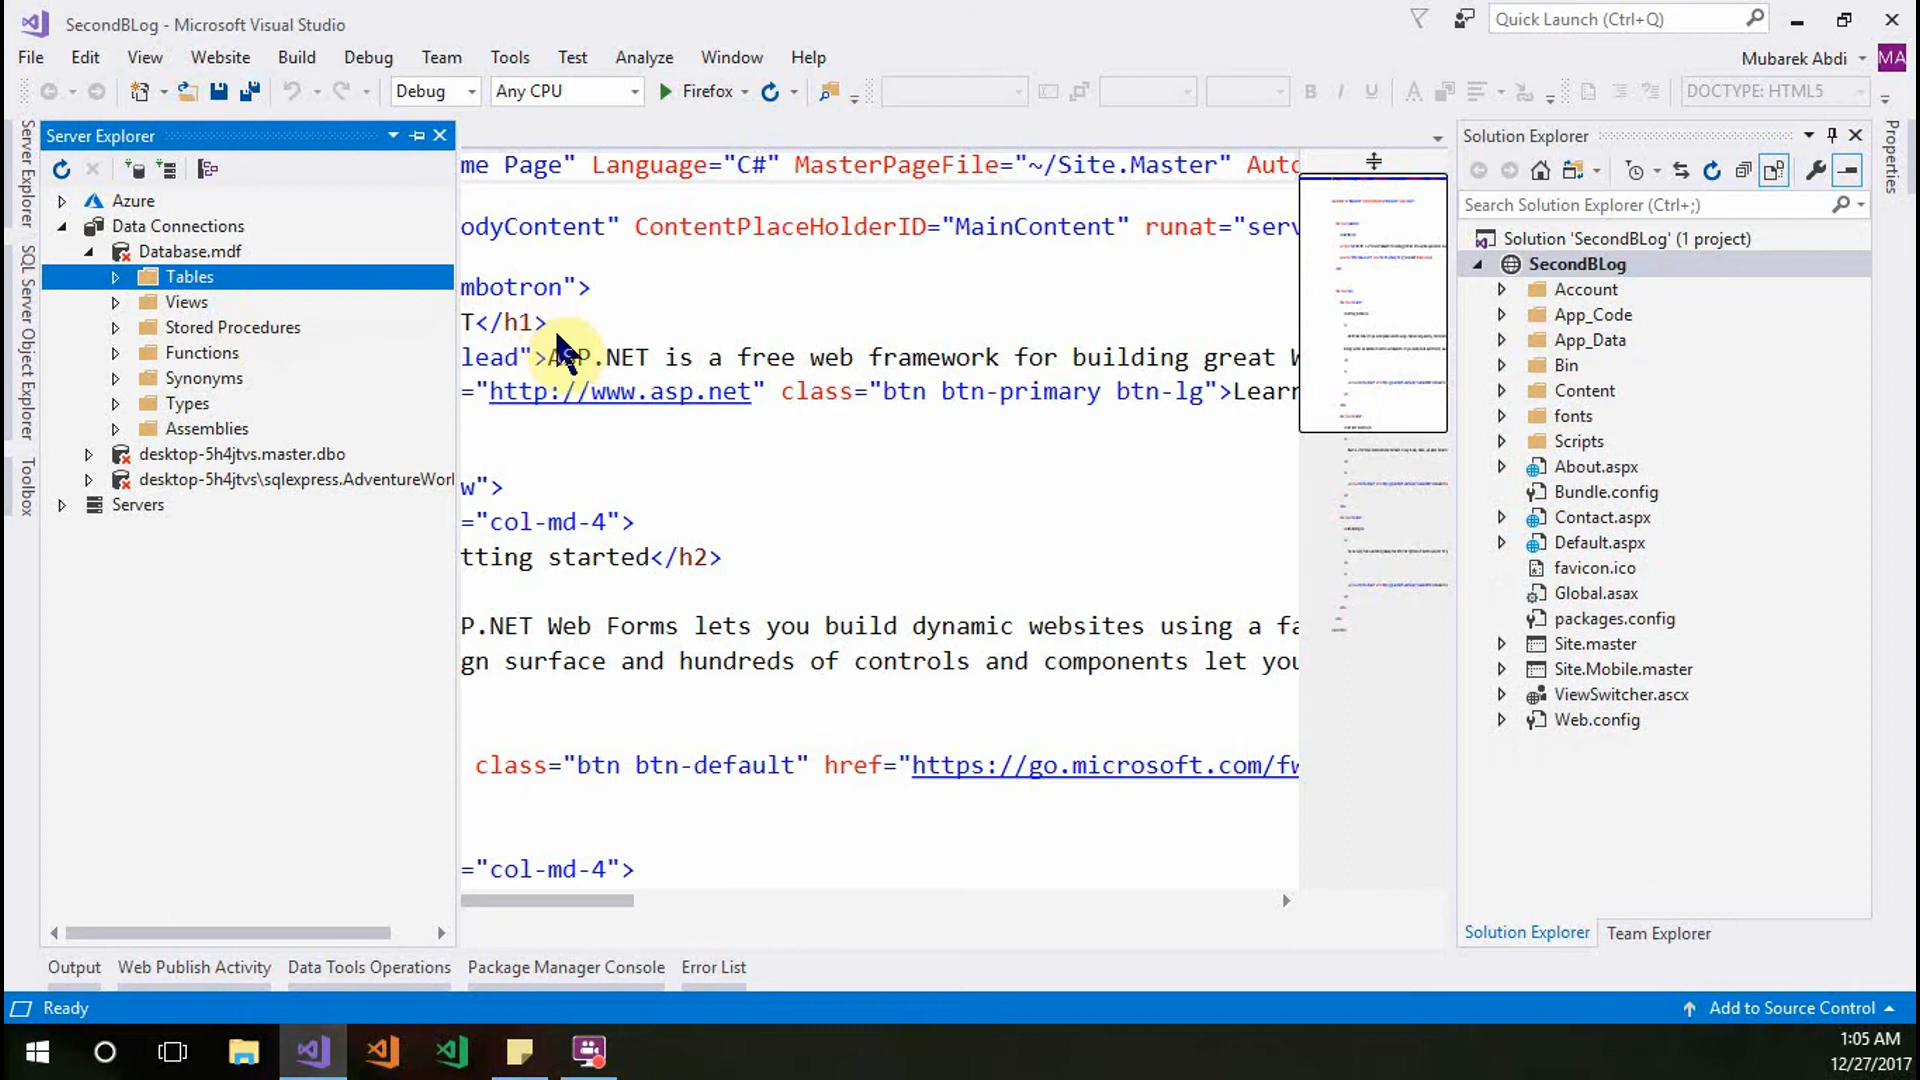 SecondBLog - Microsoft Visual Studio
Quick Launch (Ctrl+Q)
File Edit View Website Build Debug Team Tools Test Analyze Window Help
Mubarek Abdi MA
Debug Any CPU Firefox DOCTYPE: HTML5
Server Explorer
SQL Server Object Explorer
Toolbox
Server Explorer
Azure
Data Connections
Database.mdf
Tables
Views
Stored Procedures
Functions
Synonyms
Types
Assemblies
desktop-5h4jtvs.master.dbo
desktop-5h4jtvs\sqlexpress.AdventureWor
Servers
me Page" Language="C#" MasterPageFile="~/Site.Master" Auto
odyContent" ContentPlaceHolderID="MainContent" runat="serv
mbotron">
T</h1>
lead">ASP.NET is a free web framework for building great W
="http://www.asp.net" class="btn btn-primary btn-lg">Learn
w">
="col-md-4">
tting started</h2>
P.NET Web Forms lets you build dynamic websites using a fa
gn surface and hundreds of controls and components let you
class="btn btn-default" href="https://go.microsoft.com/fw
="col-md-4">
Solution Explorer
Search Solution Explorer (Ctrl+;)
Solution 'SecondBLog' (1 project)
SecondBLog
Account
App_Code
App_Data
Bin
Content
fonts
Scripts
About.aspx
Bundle.config
Contact.aspx
Default.aspx
favicon.ico
Global.asax
packages.config
Site.master
Site.Mobile.master
ViewSwitcher.ascx
Web.config
Solution Explorer Team Explorer
Properties
Output Web Publish Activity Data Tools Operations Package Manager Console Error List
Ready
Add to Source Control
1:05 AM
12/27/2017